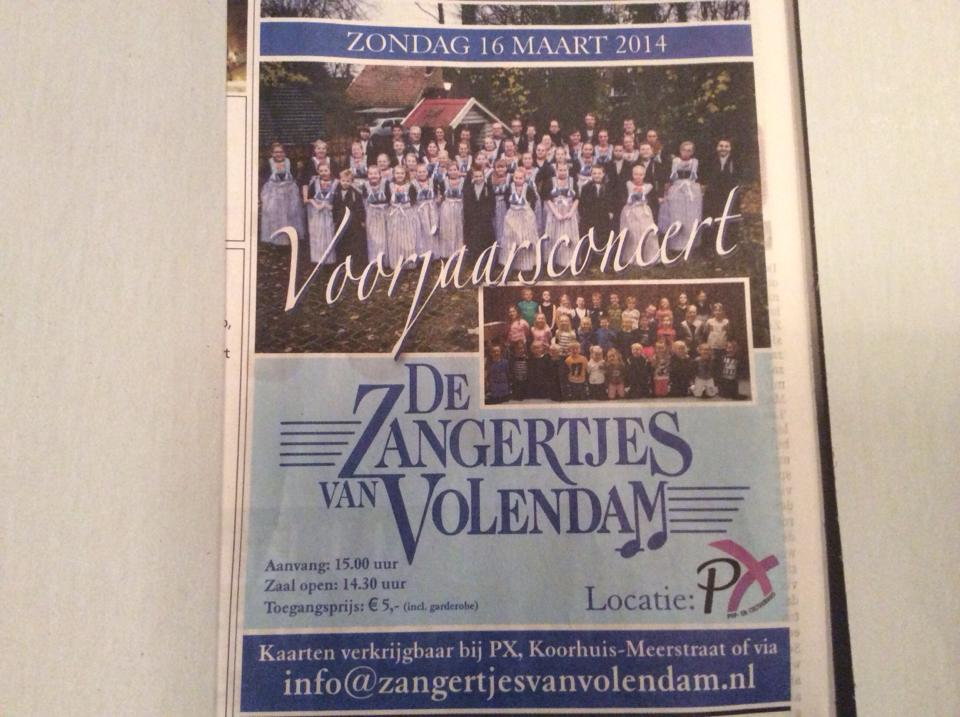 ZONDAG 16 MAART 2014
Voorjaarsconcert
DE
ZANGERTJES
VAN VOLENDAM
Aanvang: 15.00 uur
Zaal open: 14.30 uur
Toegangsprijs: € 5,- (incl. garderobe)
Locatie: PX
Kaarten verkrijgbaar bij PX, Koorhuis-Meerstraat of via
info@zangertjesvanvolendam.nl